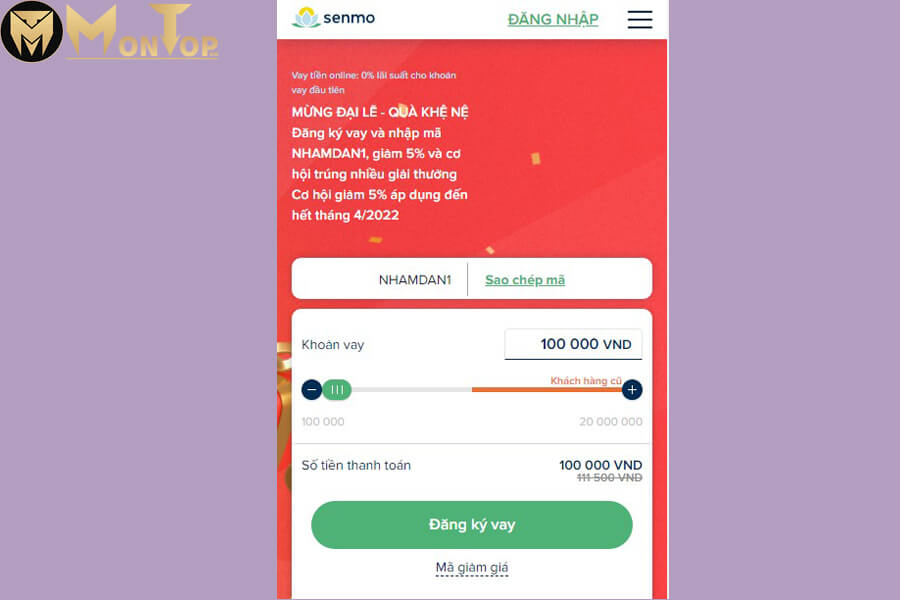 MONTOP
senmo
ĐĂNG NHẬP
Vay tiền online: 0% lãi suất cho khoản
vay đầu tiên
MỪNG ĐẠI LỄ - QUÀ KHỆ NỆ
Đăng ký vay và nhập mã
NHAMDAN1, giảm 5% và cơ
hội trúng nhiều giải thưởng
Cơ hội giảm 5% áp dụng đến
hết tháng 4/2022
NHAMDAN1
Sao chép mã
Khoản vay
100 000 VND
Khách hàng cũ
100 000
20 000 000
Số tiền thanh toán
100 000 VND
111 500 VND
Đăng ký vay
Mã giảm giá